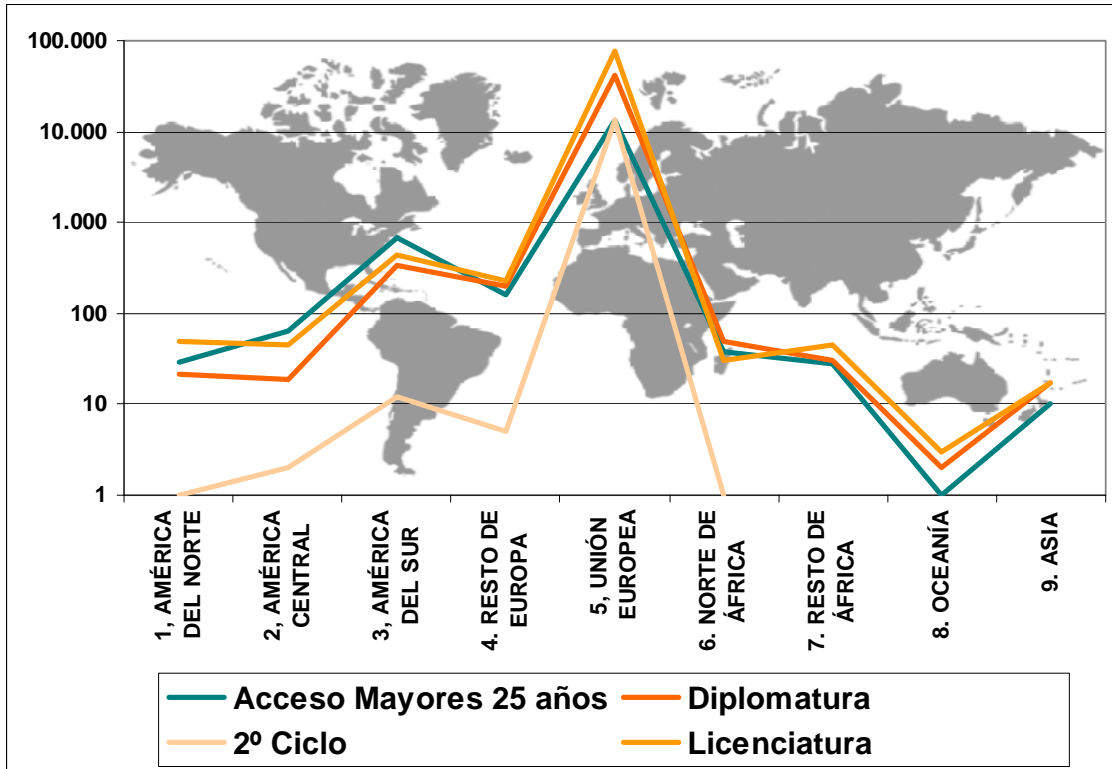 100.000
10.000
1.000
100
10
1
1, AMÉRICA
DEL NORTE
2, AMÉRICA
CENTRAL
3, AMÉRICA
DEL SUR
4. RESTO DE
EUROPA
5, UNIÓN
EUROPEA
6. NORTE DE
ÁFRICA
7. RESTO DE
ÁFRICA
8. OCEANÍA
9. ASIA
Acceso Mayores 25 años
Diplomatura
2º Ciclo
Licenciatura